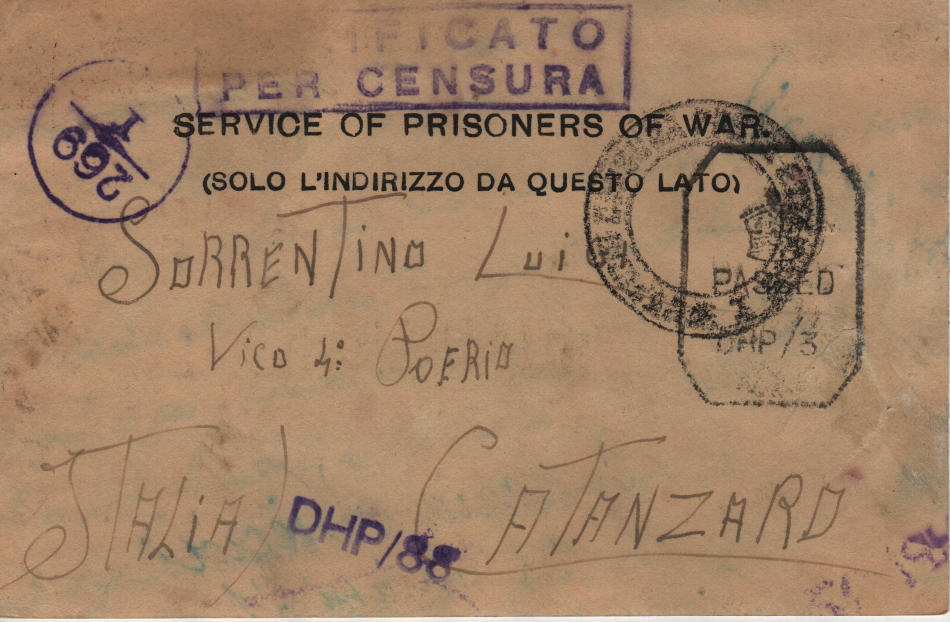 IFICATO
PER CENSURA
1
269
SERVICE OF PRISONERS OF WAR.
(SOLO L'INDIRIZZO DA QUESTO LATO)
SORRENTINO LUIGI
PASSED
DHP/3
VICO 4: POERIO
ITALIA) CATANZARO
DHP/88